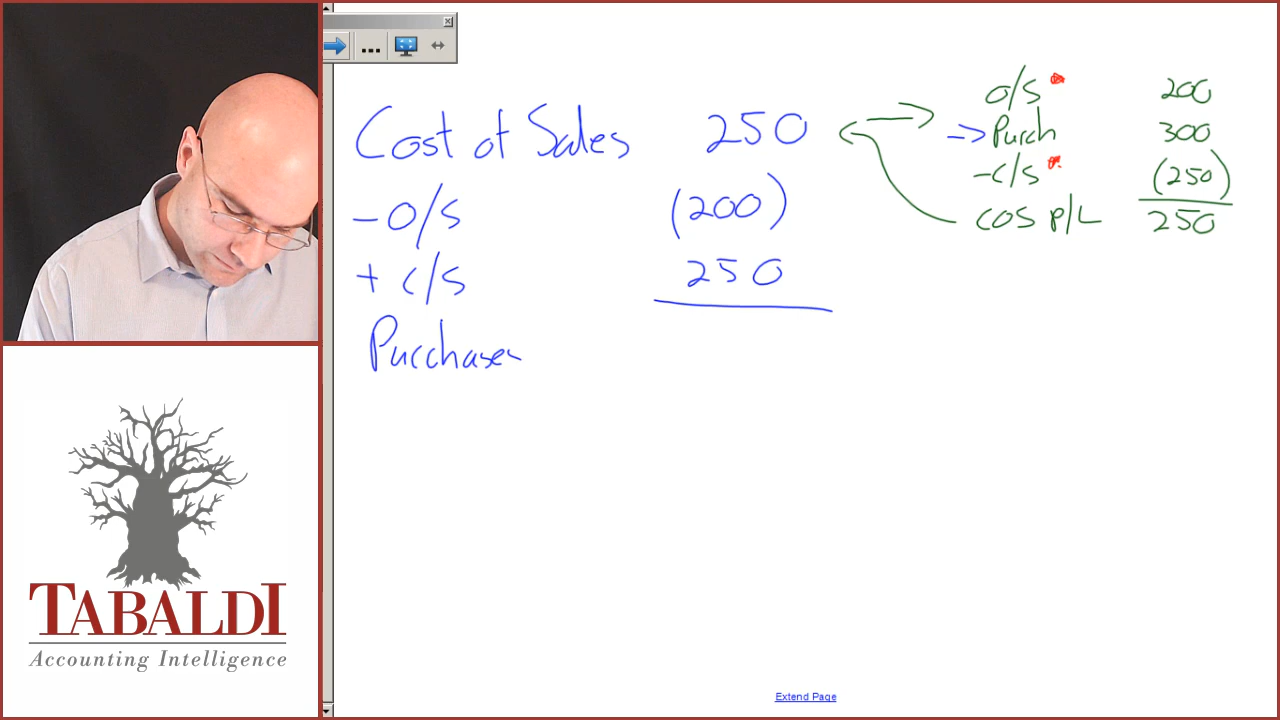 ...
Cost of Sales 250
- O/S (200)
+ C/S 250
Purchases
O/S 200
→ Purch 300
- C/S (250)
COS P/L 250
TABALDI
Accounting Intelligence
Extend Page